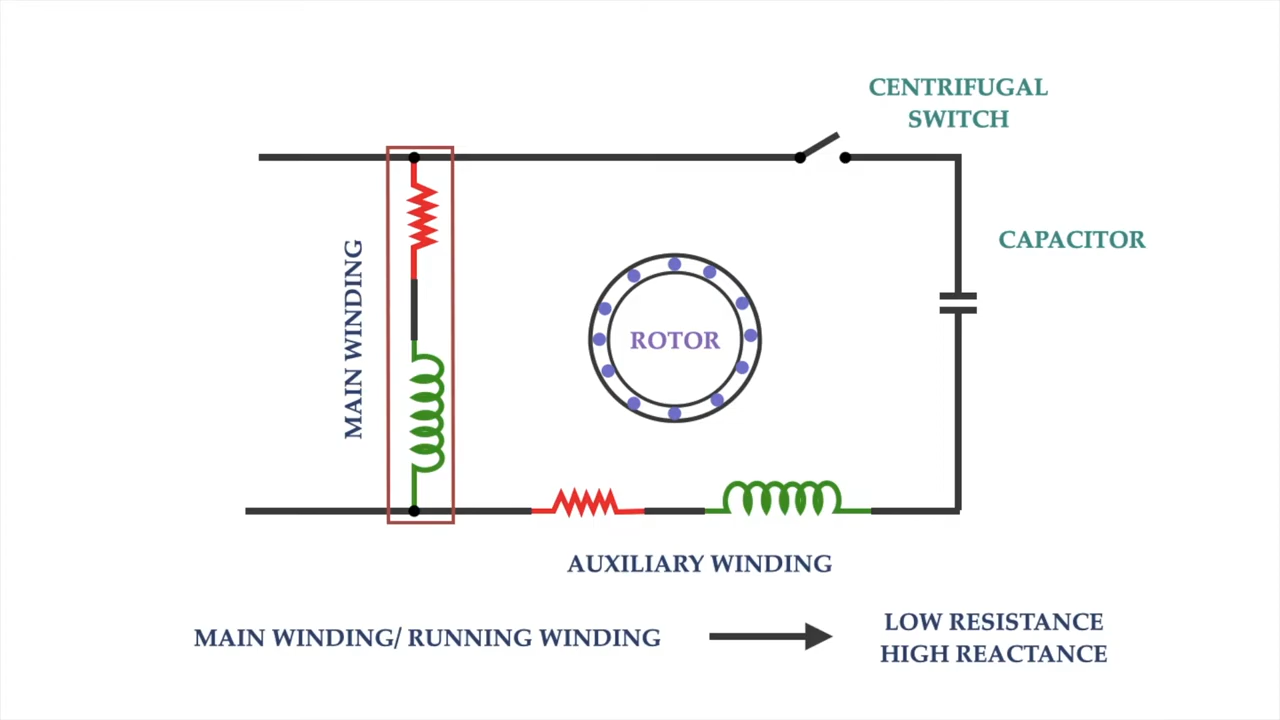 CENTRIFUGAL
SWITCH
CAPACITOR
MAIN WINDING
ROTOR
AUXILIARY WINDING
MAIN WINDING/ RUNNING WINDING
LOW RESISTANCE
HIGH REACTANCE